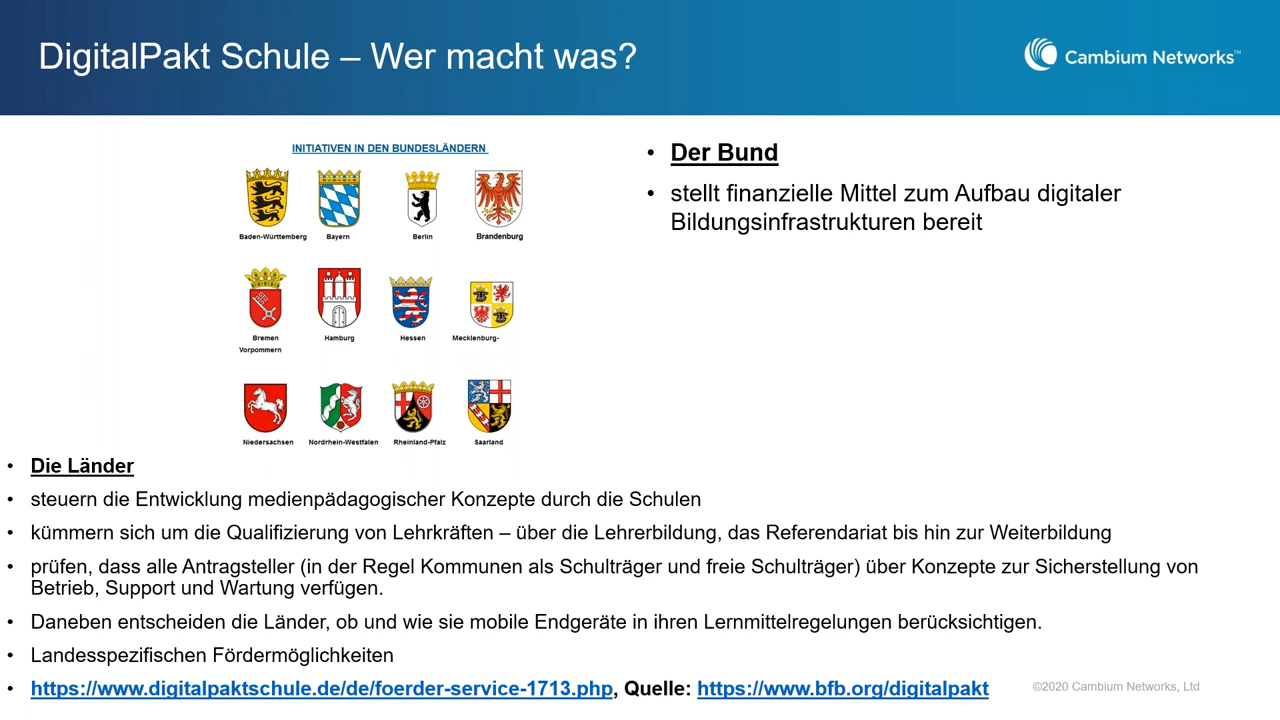 DigitalPakt Schule – Wer macht was?
Cambium Networks™
INITIATIVEN IN DEN BUNDESLÄNDERN
Baden-Württemberg Bayern Berlin Brandenburg
Bremen Hamburg Hessen Mecklenburg-
Vorpommern
Niedersachsen Nordrhein-Westfalen Rheinland-Pfalz Saarland
• Der Bund
• stellt finanzielle Mittel zum Aufbau digitaler
Bildungsinfrastrukturen bereit
• Die Länder
• steuern die Entwicklung medienpädagogischer Konzepte durch die Schulen
• kümmern sich um die Qualifizierung von Lehrkräften – über die Lehrerbildung, das Referendariat bis hin zur Weiterbildung
• prüfen, dass alle Antragsteller (in der Regel Kommunen als Schulträger und freie Schulträger) über Konzepte zur Sicherstellung von
Betrieb, Support und Wartung verfügen.
• Daneben entscheiden die Länder, ob und wie sie mobile Endgeräte in ihren Lernmittelregelungen berücksichtigen.
• Landesspezifischen Fördermöglichkeiten
• https://www.digitalpaktschule.de/de/foerder-service-1713.php, Quelle: https://www.bfb.org/digitalpakt
©2020 Cambium Networks, Ltd